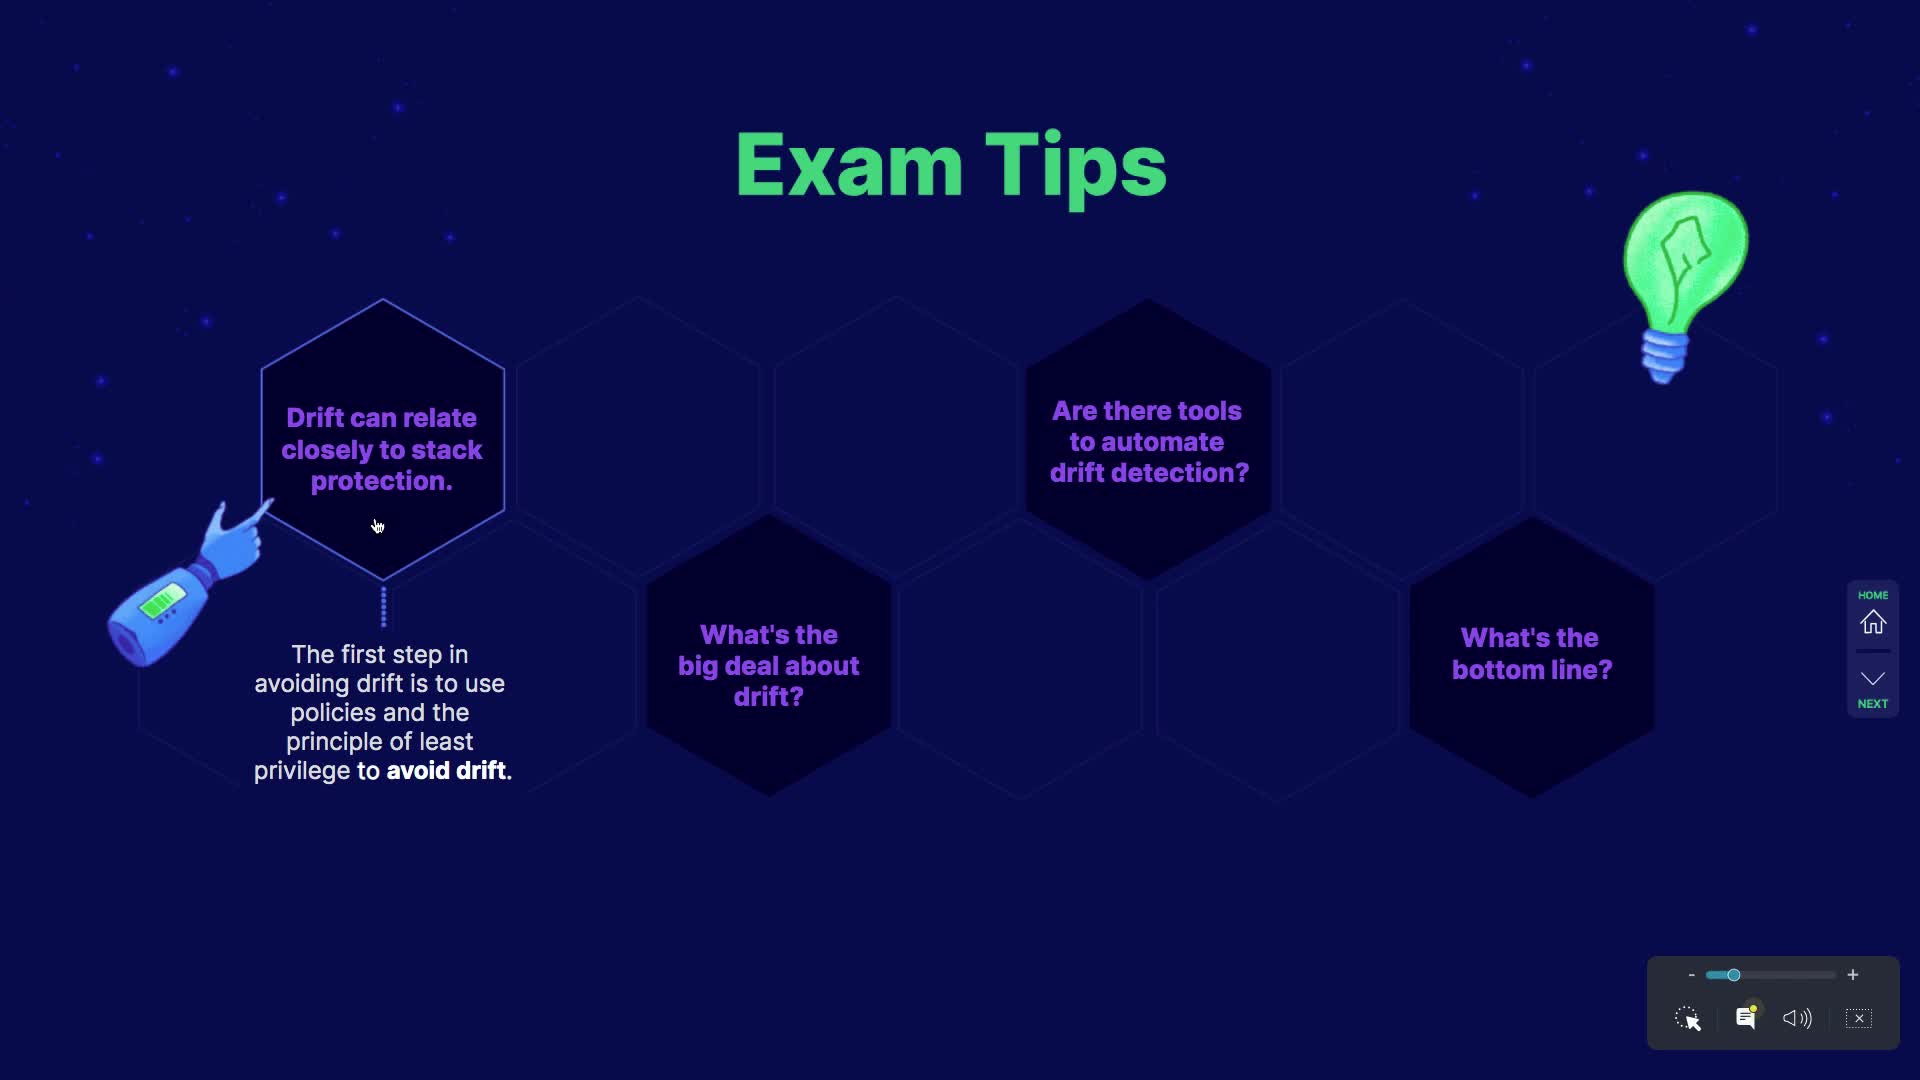 Exam Tips
Drift can relate
closely to stack
protection.
The first step in
avoiding drift is to use
policies and the
principle of least
privilege to avoid drift.
What's the
big deal about
drift?
Are there tools
to automate
drift detection?
What's the
bottom line?
HOME
NEXT
- +